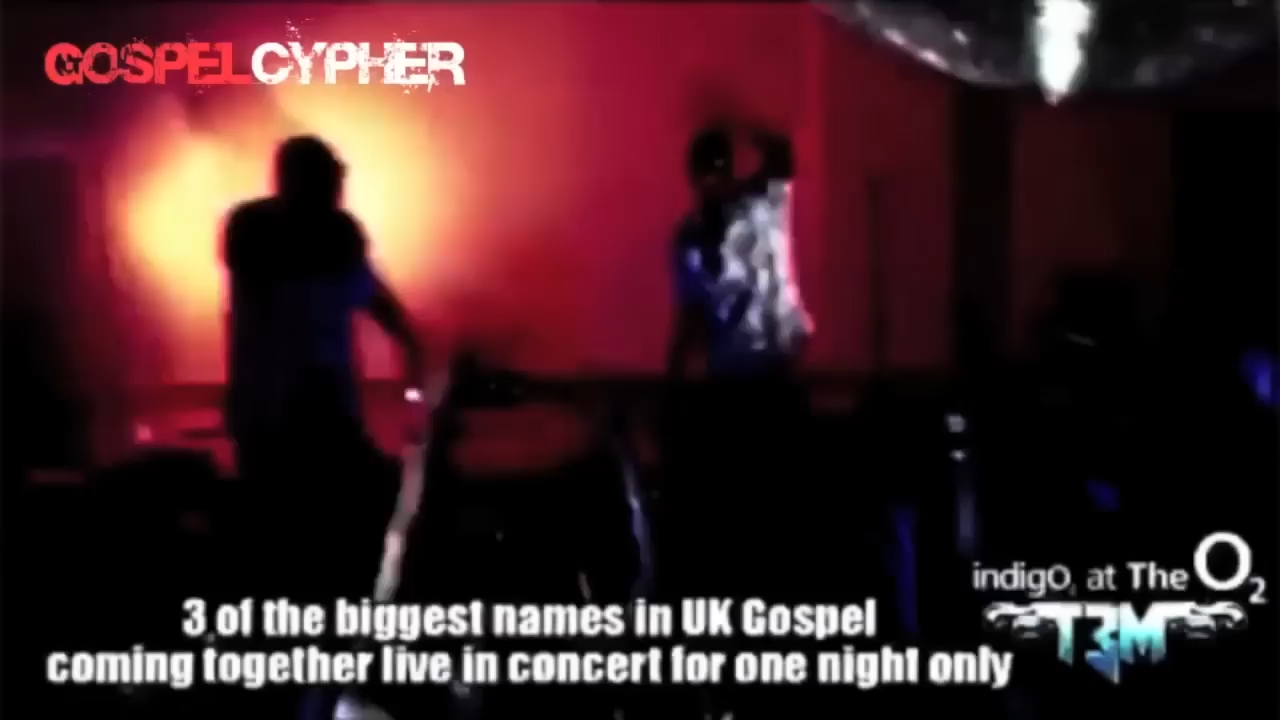 GOSPELCYPHER
indigO2 at The O2
T3M
3 of the biggest names in UK Gospel
coming together live in concert for one night only